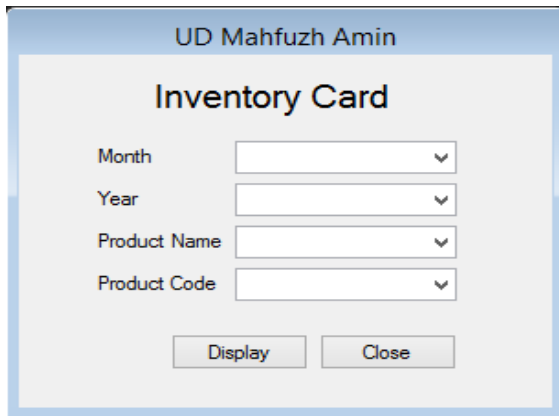 UD Mahfuzh Amin
Inventory Card
Month
Year
Product Name
Product Code
Display Close